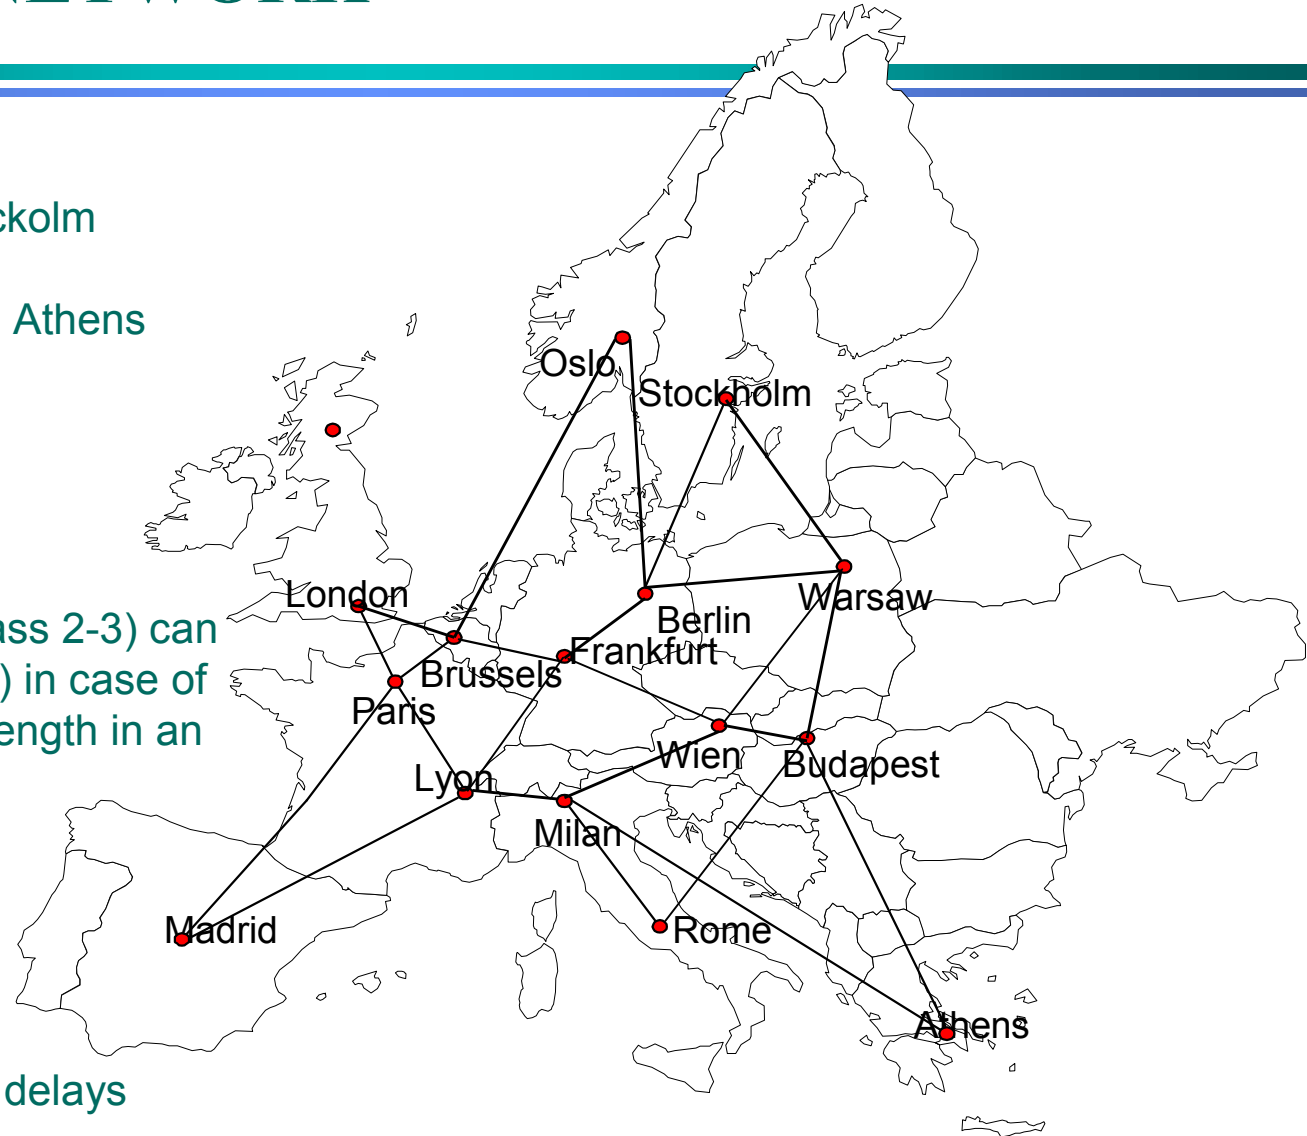 NETWORK
ckolm
Athens
ass 2-3) can
) in case of
ength in an
delays
Oslo
Stockholm
London
Warsaw
Berlin
Frankfurt
Brussels
Paris
Wien
Budapest
Lyon
Milan
Madrid
Rome
Athens